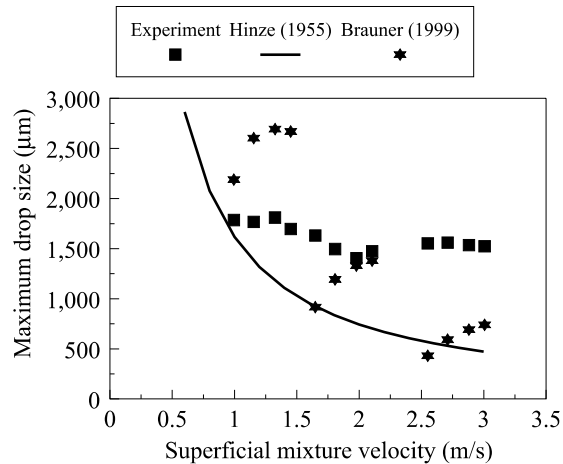 Experiment Hinze (1955) Brauner (1999)
3,000
2,500
2,000
1,500
1,000
500
0
Maximum drop size (μm)
0 0.5 1 1.5 2 2.5 3 3.5
Superficial mixture velocity (m/s)